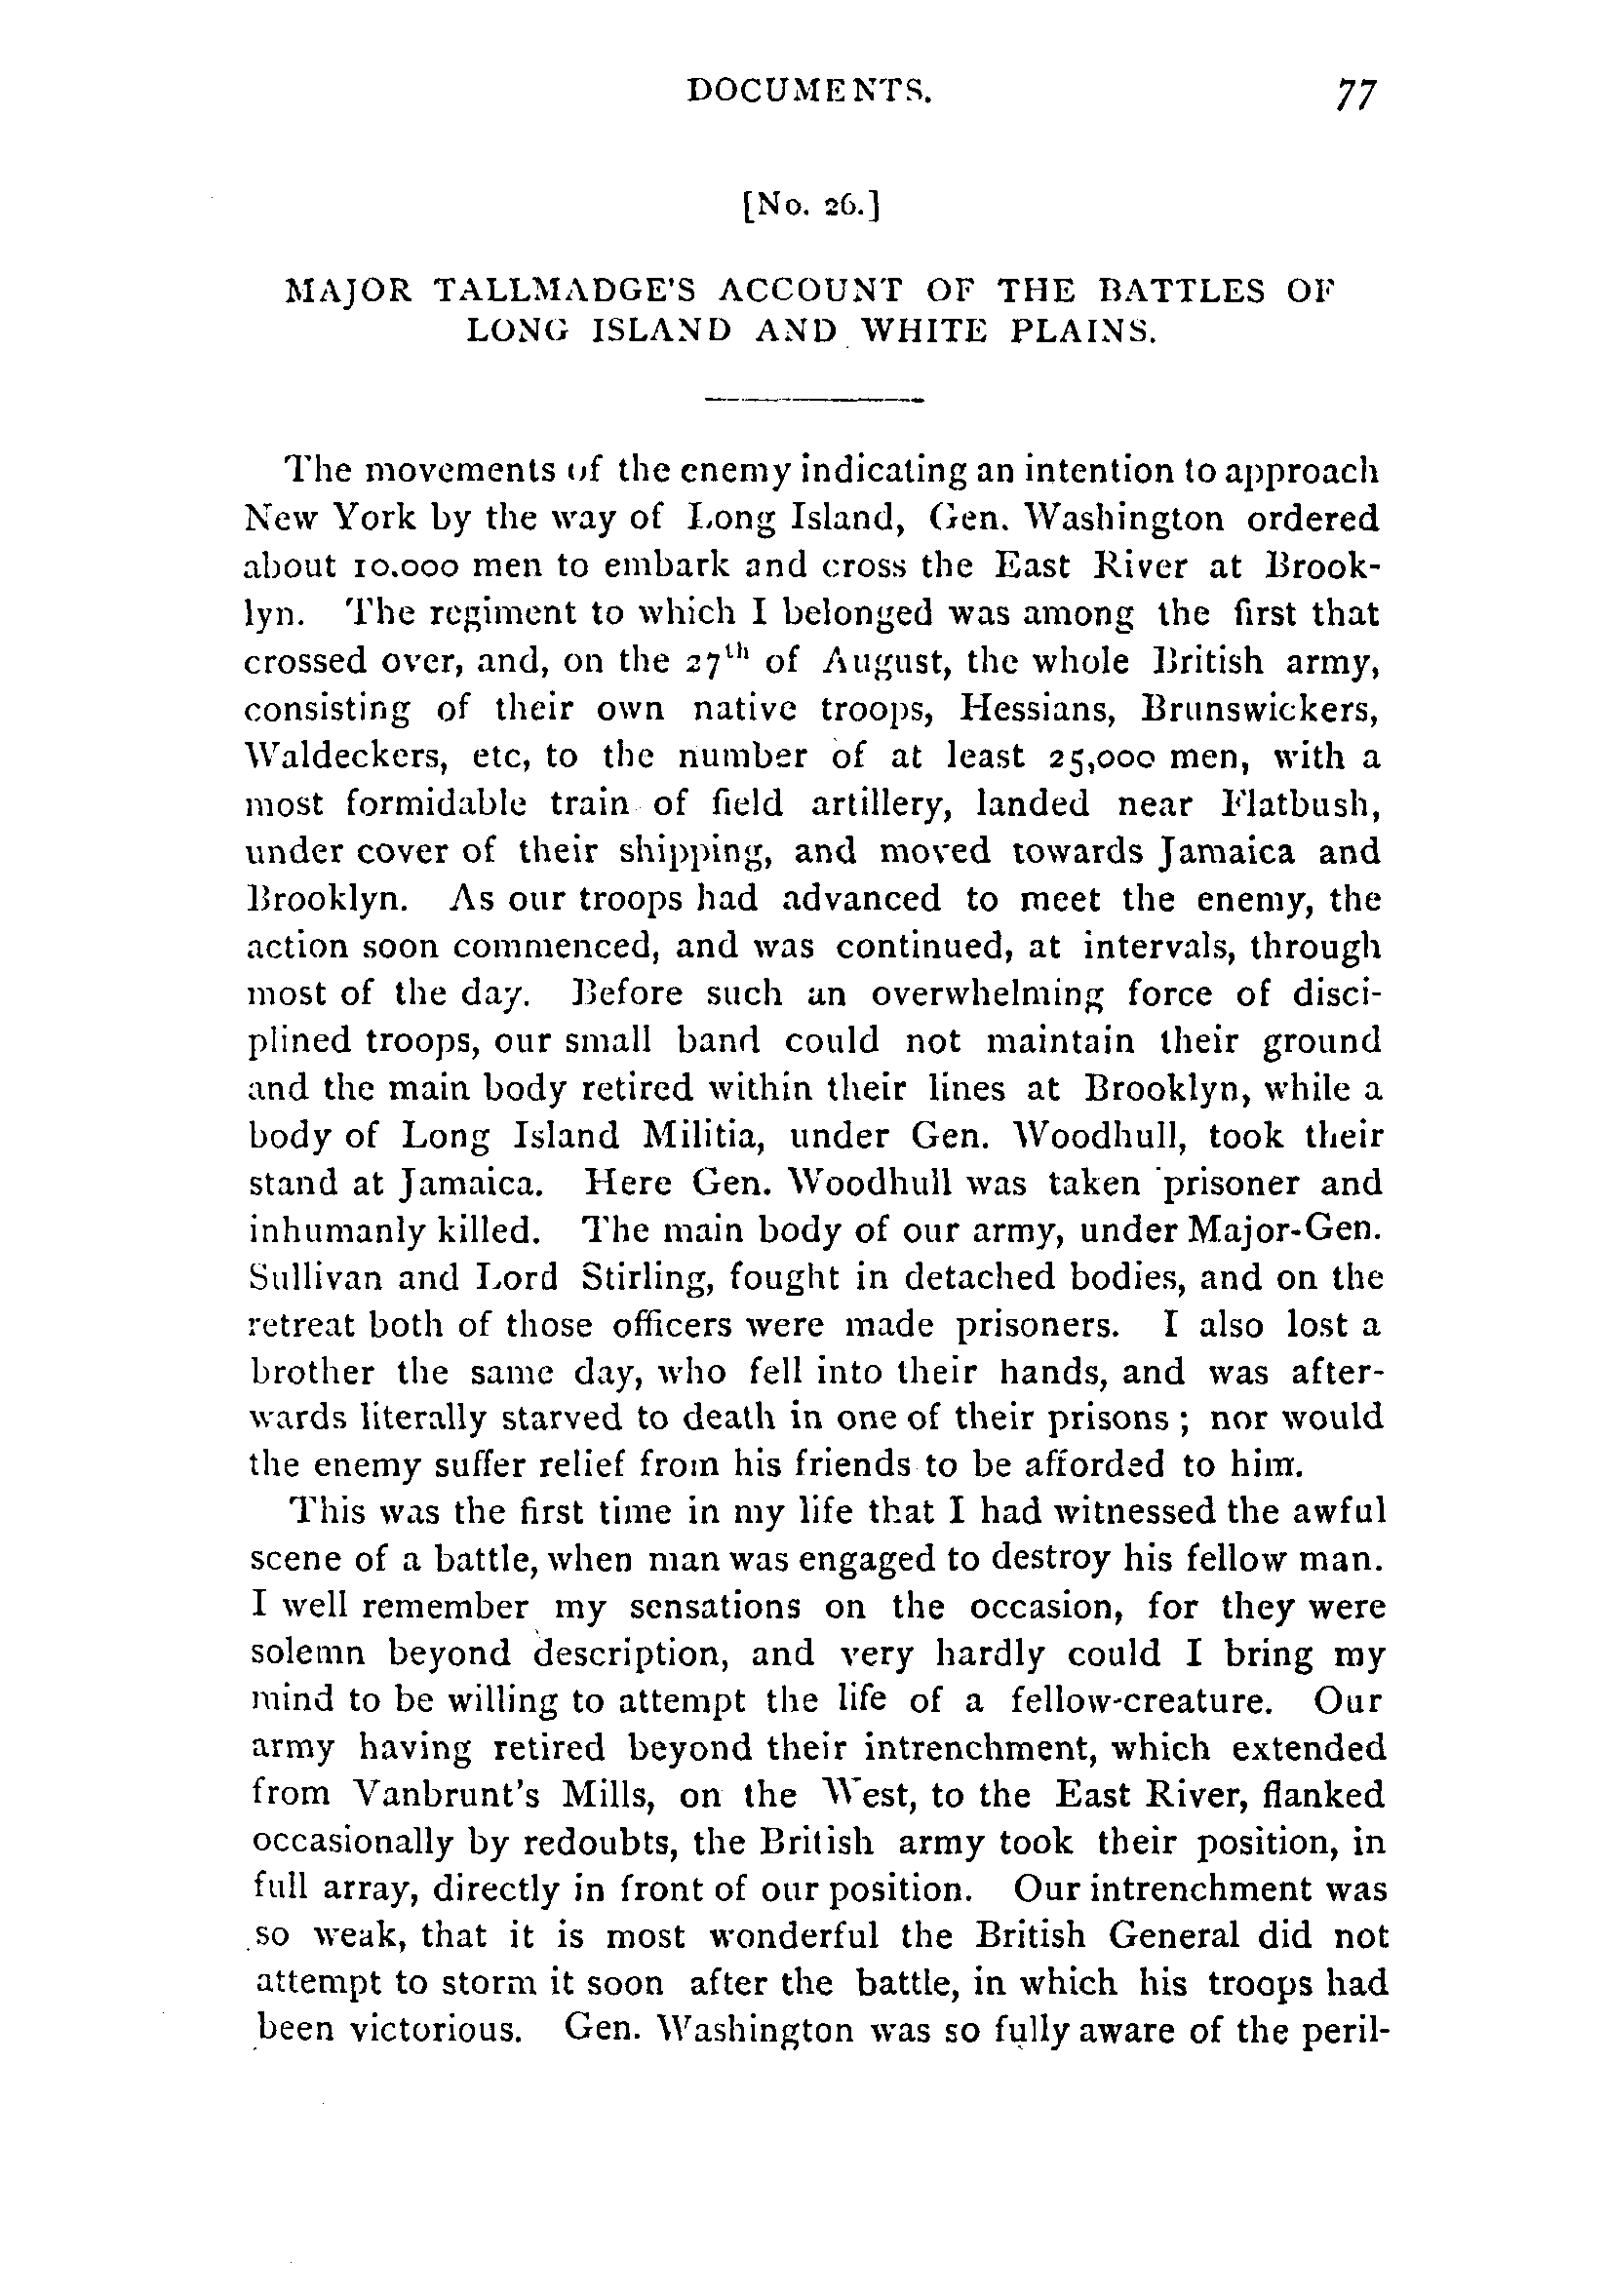 DOCUMENTS. 77
[No. 26.]
MAJOR TALLMADGE'S ACCOUNT OF THE BATTLES OF
LONG ISLAND AND WHITE PLAINS.
The movements of the enemy indicating an intention to approach
New York by the way of Long Island, Gen. Washington ordered
about 10.000 men to embark and cross the East River at Brook-
lyn. The regiment to which I belonged was among the first that
crossed over, and, on the 27th of August, the whole British army,
consisting of their own native troops, Hessians, Brunswickers,
Waldeckers, etc, to the number of at least 25,000 men, with a
most formidable train of field artillery, landed near Flatbush,
under cover of their shipping, and moved towards Jamaica and
Brooklyn. As our troops had advanced to meet the enemy, the
action soon commenced, and was continued, at intervals, through
most of the day. Before such an overwhelming force of disci-
plined troops, our small band could not maintain their ground
and the main body retired within their lines at Brooklyn, while a
body of Long Island Militia, under Gen. Woodhull, took their
stand at Jamaica. Here Gen. Woodhull was taken prisoner and
inhumanly killed. The main body of our army, under Major-Gen.
Sullivan and Lord Stirling, fought in detached bodies, and on the
retreat both of those officers were made prisoners. I also lost a
brother the same day, who fell into their hands, and was after-
wards literally starved to death in one of their prisons ; nor would
the enemy suffer relief from his friends to be afforded to him.
This was the first time in my life that I had witnessed the awful
scene of a battle, when man was engaged to destroy his fellow man.
I well remember my sensations on the occasion, for they were
solemn beyond description, and very hardly could I bring my
mind to be willing to attempt the life of a fellow-creature. Our
army having retired beyond their intrenchment, which extended
from Vanbrunt's Mills, on the West, to the East River, flanked
occasionally by redoubts, the British army took their position, in
full array, directly in front of our position. Our intrenchment was
so weak, that it is most wonderful the British General did not
attempt to storm it soon after the battle, in which his troops had
been victorious. Gen. Washington was so fully aware of the peril-